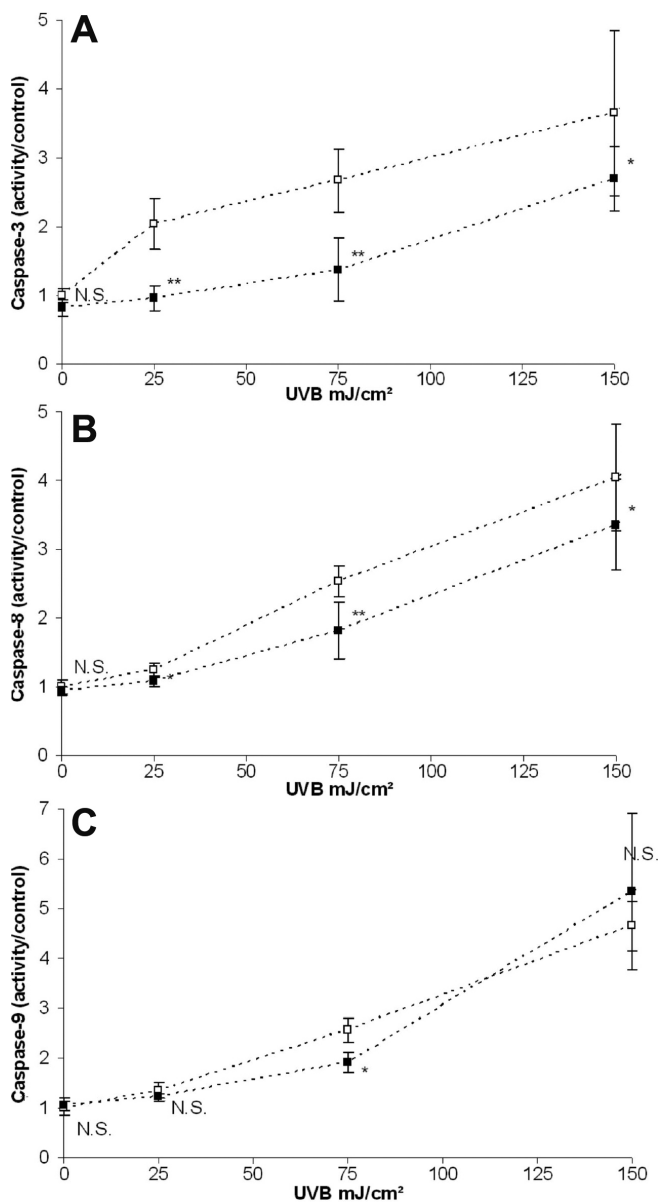 A
Caspase-3 (activity/control)
5
4
3
2
1
0
N.S.
**
**
*
0 25 50 75 100 125 150
UVB mJ/cm²
B
Caspase-8 (activity/control)
5
4
3
2
1
0
N.S.
*
**
*
0 25 50 75 100 125 150
UVB mJ/cm²
C
Caspase-9 (activity/control)
7
6
5
4
3
2
1
0
N.S.
N.S.
*
N.S.
0 25 50 75 100 125 150
UVB mJ/cm²